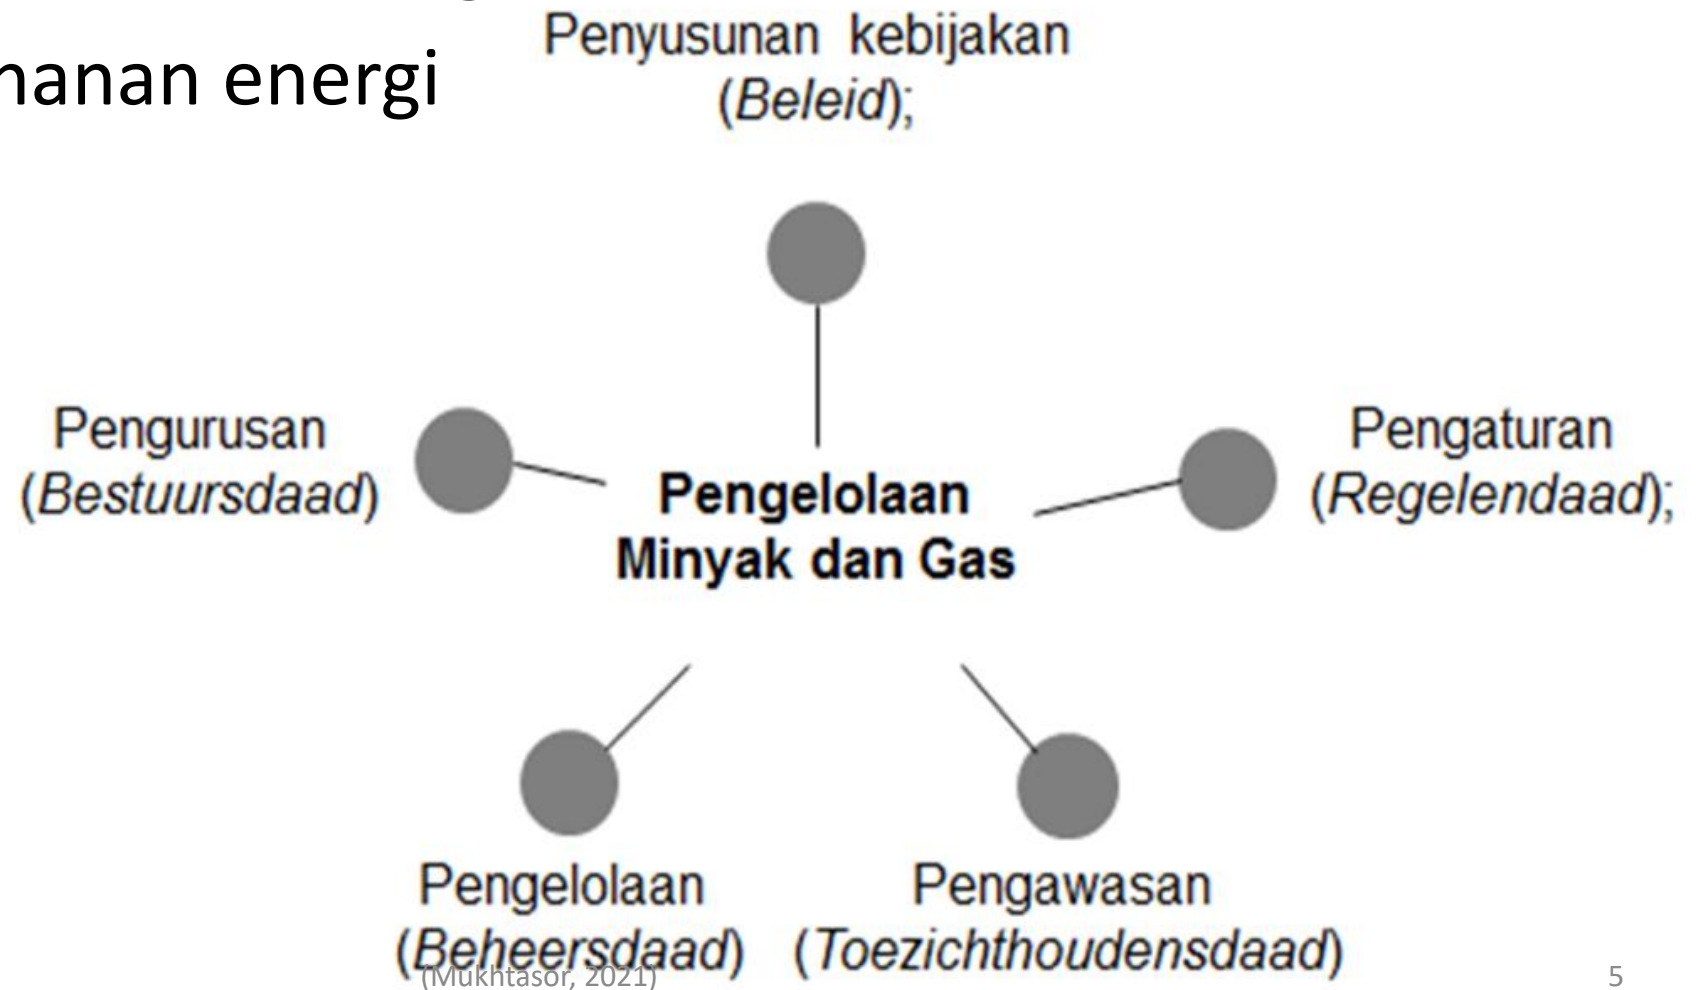 energi
Penyusunan kebijakan
(Beleid);
Pengurusan
(Bestuursdaad)
Pengelolaan
Minyak dan Gas
Pengaturan
(Regelendaad);
Pengelolaan
(Beheersdaad)
Pengawasan
(Toezichthoudensdaad)
(Mukhtasor, 2021)
5